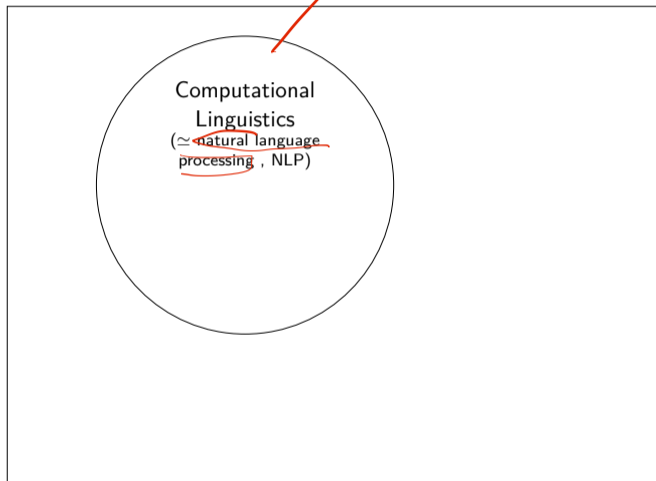 Computational
Linguistics
(≃ natural language
processing , NLP)